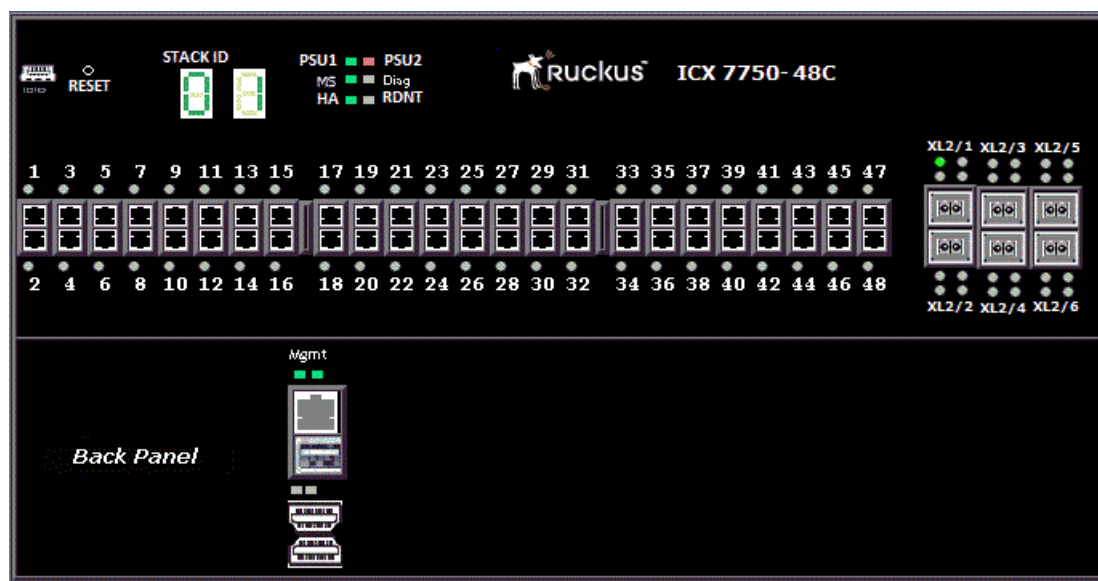 STACK ID
RESET
PSU1 PSU2
MS Diag
HA RDNT
Ruckus ICX 7750-48C
XL2/1 XL2/3 XL2/5
1 3 5 7 9 11 13 15 17 19 21 23 25 27 29 31 33 35 37 39 41 43 45 47
2 4 6 8 10 12 14 16 18 20 22 24 26 28 30 32 34 36 38 40 42 44 46 48
XL2/2 XL2/4 XL2/6
Mgmt
Back Panel